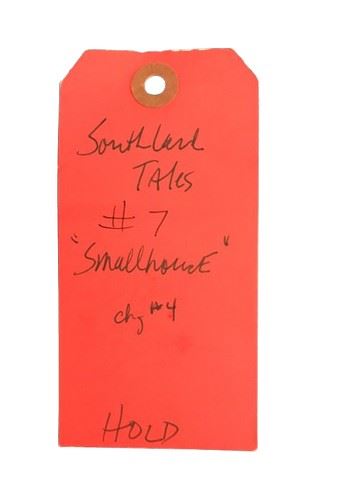 Southland
TALES
# 7
"SmallhousE"
chg #4
HOLD